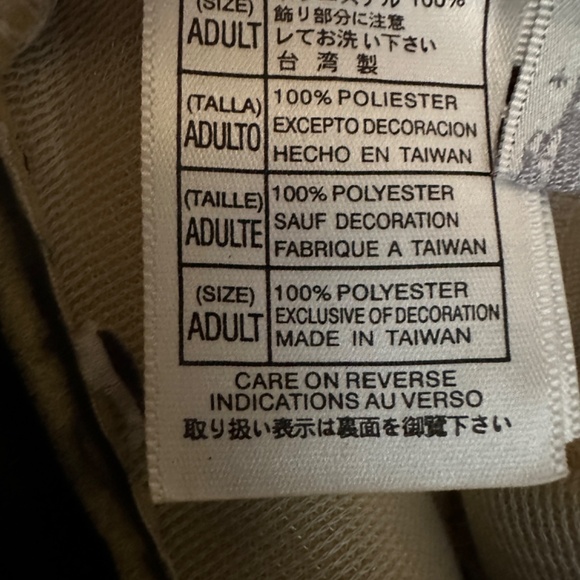 (SIZE)
ADULT
100%
飾り部分に注意
してお洗い下さい
台湾製
(TALLA)
ADULTO
100% POLIESTER
EXCEPTO DECORACION
HECHO EN TAIWAN
(TAILLE)
ADULTE
100% POLYESTER
SAUF DECORATION
FABRIQUE A TAIWAN
(SIZE)
ADULT
100% POLYESTER
EXCLUSIVE OF DECORATION
MADE IN TAIWAN
CARE ON REVERSE
INDICATIONS AU VERSO
取り扱い表示は裏面を御覧下さい